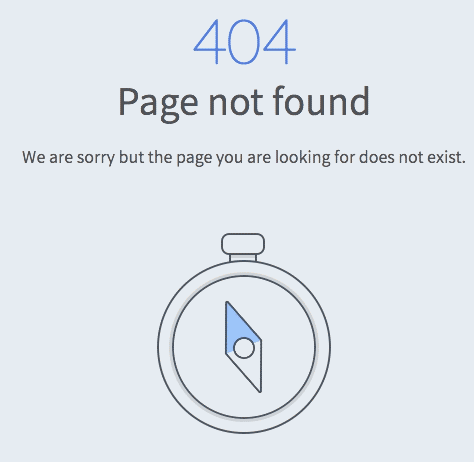 404
Page not found
We are sorry but the page you are looking for does not exist.